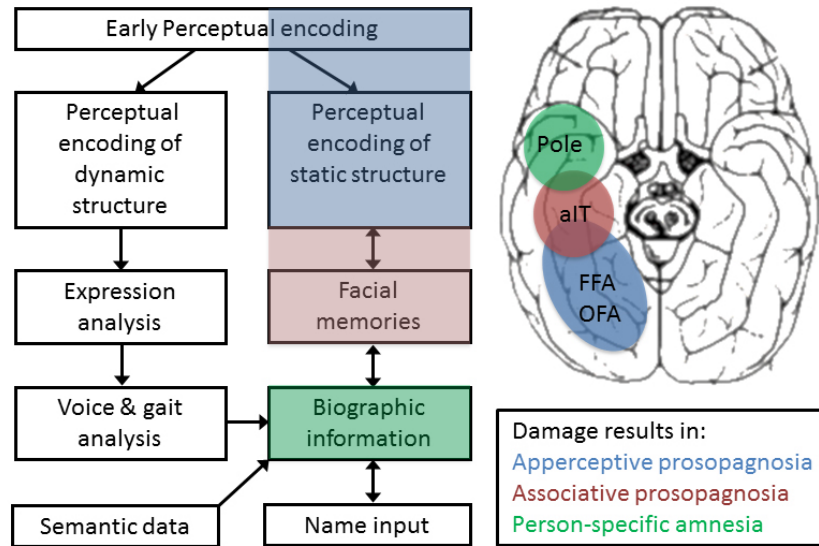 Early Perceptual encoding
Perceptual
encoding of
dynamic
structure
Perceptual
encoding of
static structure
Expression
analysis
Facial
memories
Voice & gait
analysis
Biographic
information
Semantic data
Name input
Pole
aIT
FFA
OFA
Damage results in:
Apperceptive prosopagnosia
Associative prosopagnosia
Person-specific amnesia